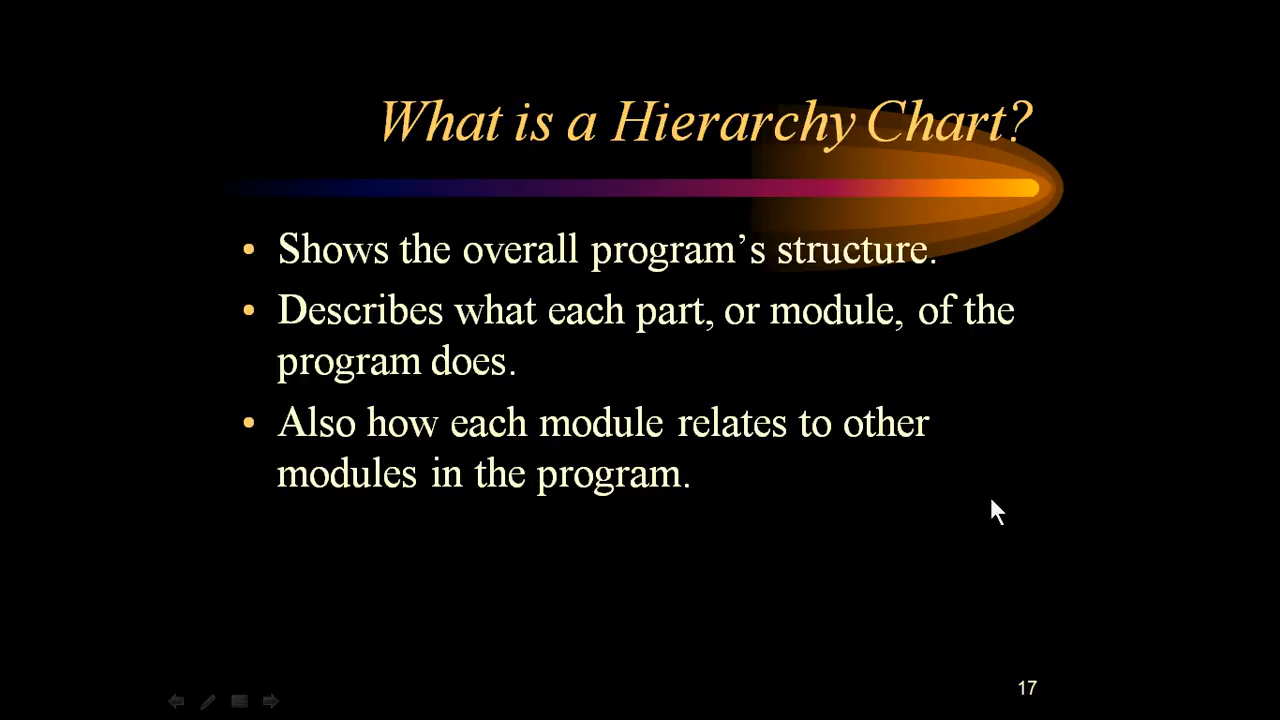 What is a Hierarchy Chart?
• Shows the overall program’s structure.
• Describes what each part, or module, of the
program does.
• Also how each module relates to other
modules in the program.
17